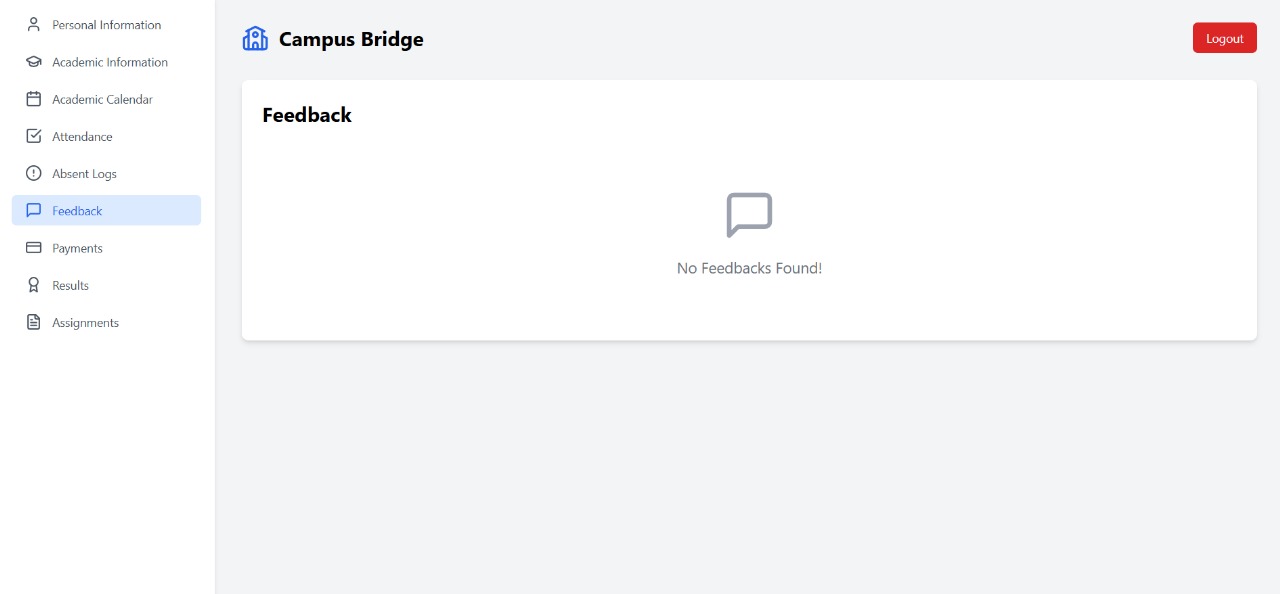 Personal Information
Academic Information
Academic Calendar
Attendance
Absent Logs
Feedback
Payments
Results
Assignments
Campus Bridge
Logout
Feedback
No Feedbacks Found!